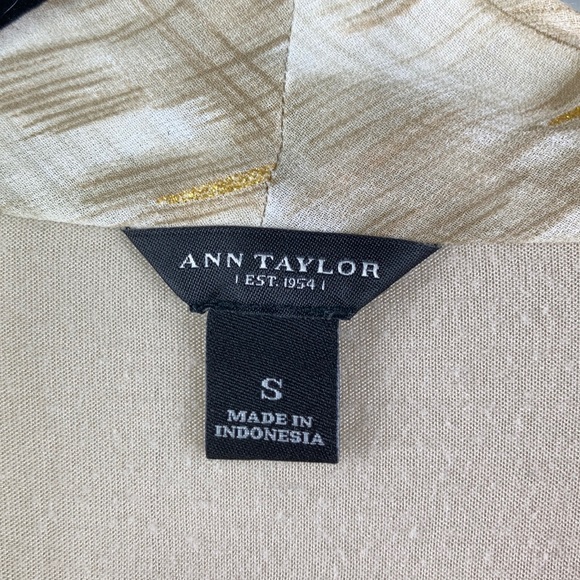 ANN TAYLOR
| EST. 1954 |
S
MADE IN
INDONESIA